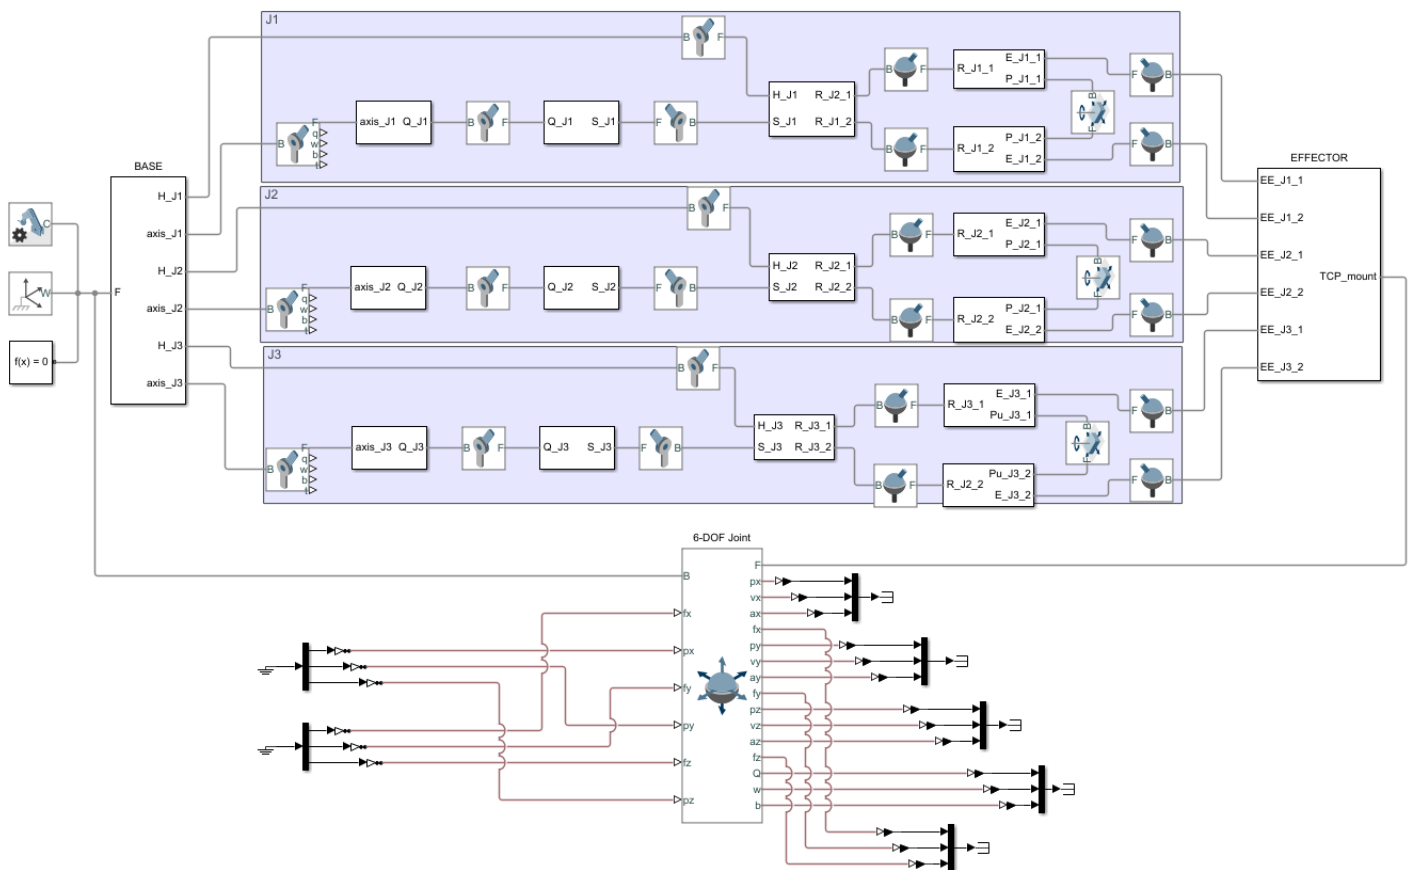 J1
B F
H_J1 R_J2_1
S_J1 R_J1_2
B F
R_J1_1 E_J1_1
P_J1_1
F B
B
F
B F
R_J1_2 P_J1_2
E_J1_2
F B
B F
q
w
b
t
axis_J1 Q_J1
B F
Q_J1 S_J1
F B
BASE
H_J1
axis_J1
H_J2
axis_J2
H_J3
axis_J3
F
C
W
f(x) = 0
J2
B F
H_J2 R_J2_1
S_J2 R_J2_2
B F
R_J2_1 E_J2_1
P_J2_1
F B
B
F
B F
R_J2_2 P_J2_1
E_J2_2
F B
B F
q
w
b
t
axis_J2 Q_J2
B F
Q_J2 S_J2
F B
J3
B F
H_J3 R_J3_1
S_J3 R_J3_2
B F
R_J3_1 E_J3_1
Pu_J3_1
F B
B
F
B F
R_J2_2 Pu_J3_2
E_J3_2
F B
B F
q
w
b
t
axis_J3 Q_J3
B F
Q_J3 S_J3
F B
EFFECTOR
EE_J1_1
EE_J1_2
EE_J2_1
EE_J2_2
EE_J3_1
EE_J3_2
TCP_mount
6-DOF Joint
B
fx
px
fy
py
fz
pz
F
px
vx
ax
fx
py
vy
ay
fy
pz
vz
az
fz
Q
w
b